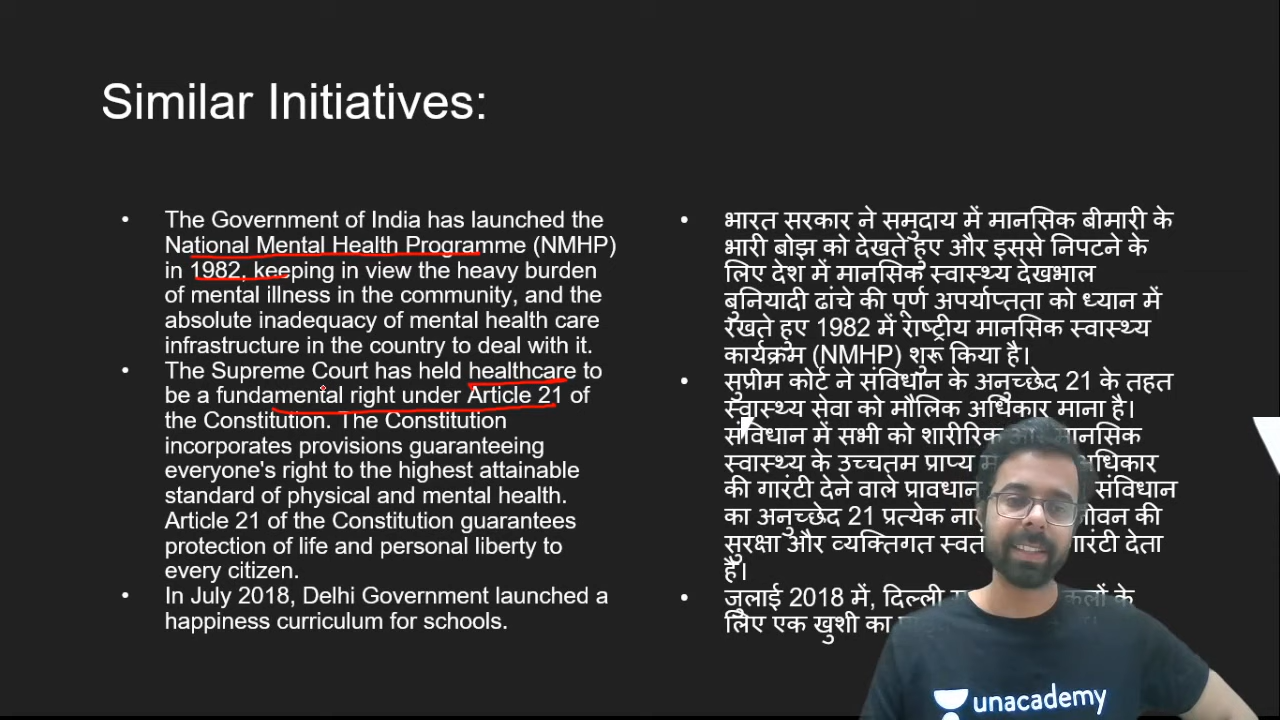 Similar Initiatives:
• The Government of India has launched the
National Mental Health Programme (NMHP)
in 1982, keeping in view the heavy burden
of mental illness in the community, and the
absolute inadequacy of mental health care
infrastructure in the country to deal with it.
• The Supreme Court has held healthcare to
be a fundamental right under Article 21 of
the Constitution. The Constitution
incorporates provisions guaranteeing
everyone's right to the highest attainable
standard of physical and mental health.
Article 21 of the Constitution guarantees
protection of life and personal liberty to
every citizen.
• In July 2018, Delhi Government launched a
happiness curriculum for schools.
• भारत सरकार ने समुदाय में मानसिक बीमारी के
भारी बोझ को देखते हुए और इससे निपटने के
लिए देश में मानसिक स्वास्थ्य देखभाल
बुनियादी ढांचे की पूर्ण अपर्याप्तता को ध्यान में
रखते हुए 1982 में राष्ट्रीय मानसिक स्वास्थ्य
कार्यक्रम (NMHP) शुरू किया है।
• सुप्रीम कोर्ट ने संविधान के अनुच्छेद 21 के तहत
स्वास्थ्य सेवा को मौलिक अधिकार माना है।
संविधान में सभी को शारीरिक मानसिक
स्वास्थ्य के उच्चतम प्राप्य अधिकार
की गारंटी देने वाले प्रावधान संविधान
का अनुच्छेद 21 प्रत्येक की
सुरक्षा और व्यक्तिगत गारंटी देता
है।
• जुलाई 2018 में, दिल्ली के
लिए एक खुशी का
unacademy